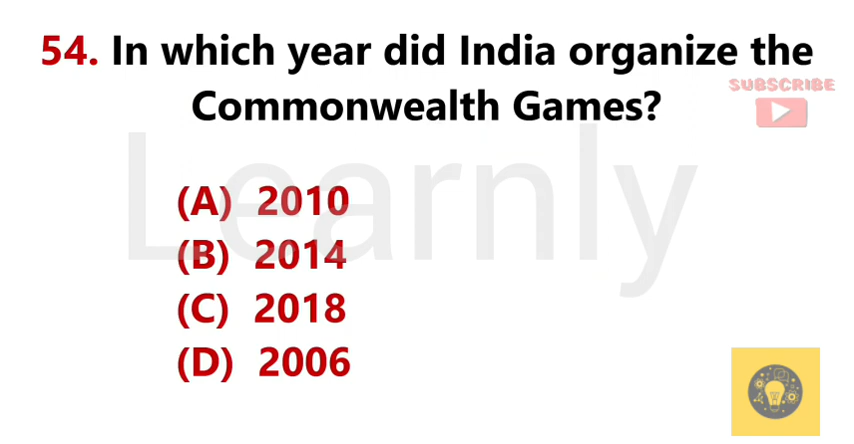 54. In which year did India organize the
Commonwealth Games?
SUBSCRIBE
Learnly
(A) 2010
(B) 2014
(C) 2018
(D) 2006